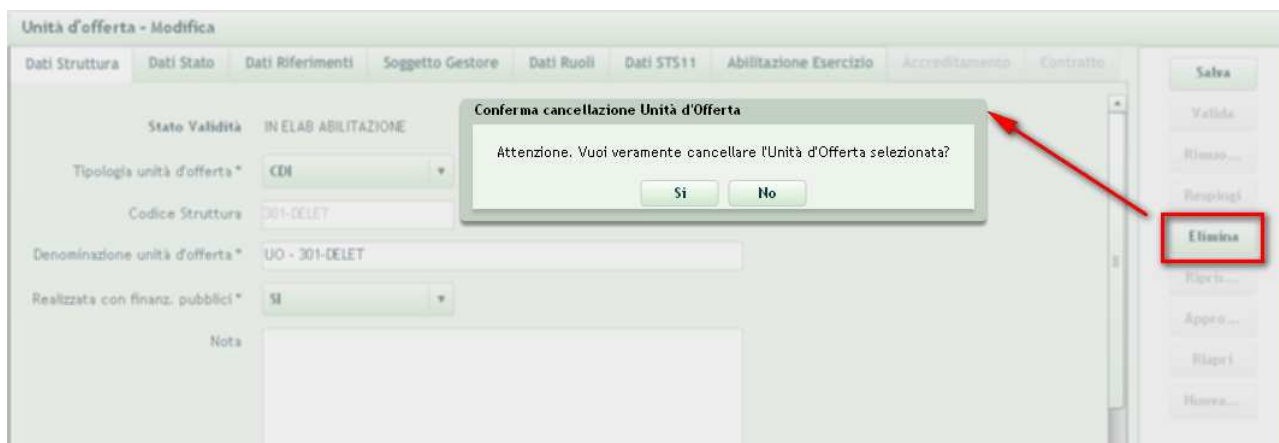 Unità d'offerta - Modifica
Dati Struttura Dati Stato Dati Riferimenti Soggetto Gestore Dati Ruoli Dati STS11 Abilitazione Esercizio Accreditamento Contratto
Salva
Conferma cancellazione Unità d'Offerta
Stato Validità IN ELAB ABILITAZIONE
Valida
Attenzione. Vuoi veramente cancellare l'Unità d'Offerta selezionata?
Tipologia unità d'offerta * CDI
Si No
Codice Struttura 301-DELET
Respingi
Denominazione unità d'offerta * UO - 301-DELET
Elimina
Realizzata con finanz. pubblici * SI
Ripris...
Appro...
Nota
Riapri
Nuova...